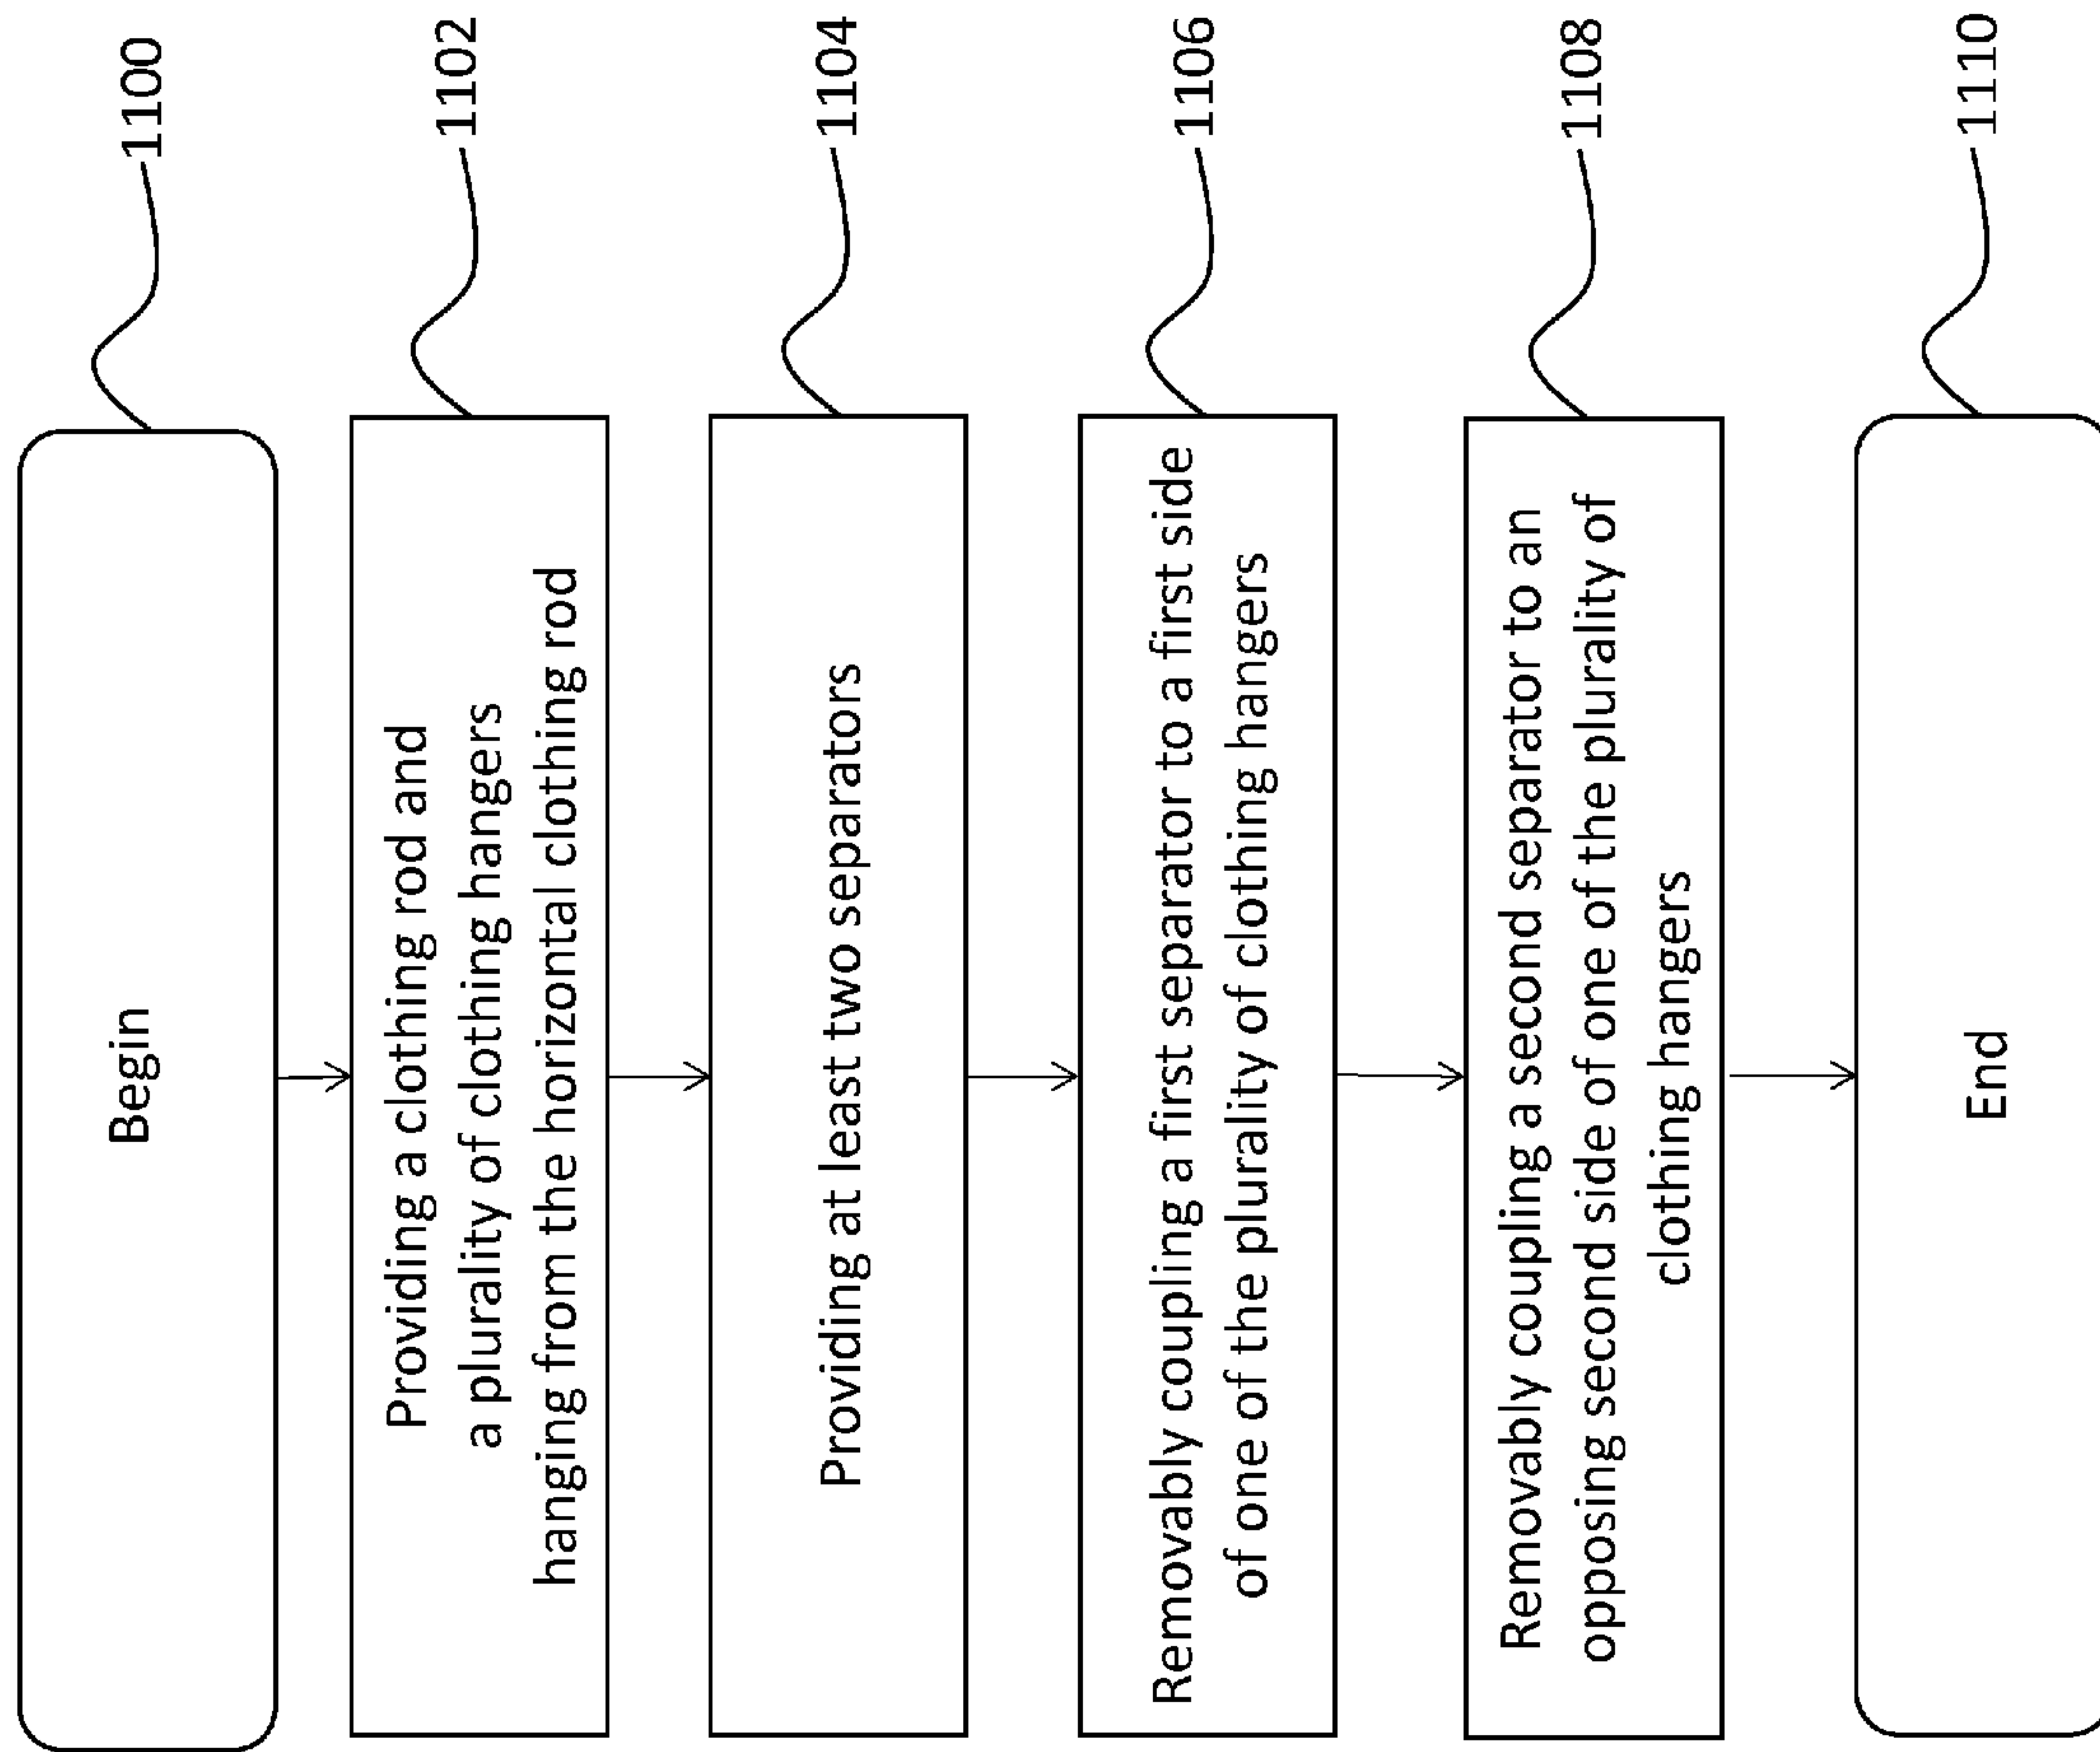 Begin
1100
Providing a clothing rod and
a plurality of clothing hangers
hanging from the horizontal clothing rod
1102
Providing at least two separators
1104
Removably coupling a first separator to a first side
of one of the plurality of clothing hangers
1106
Removably coupling a second separator to an
opposing second side of one of the plurality of
clothing hangers
1108
End
1110